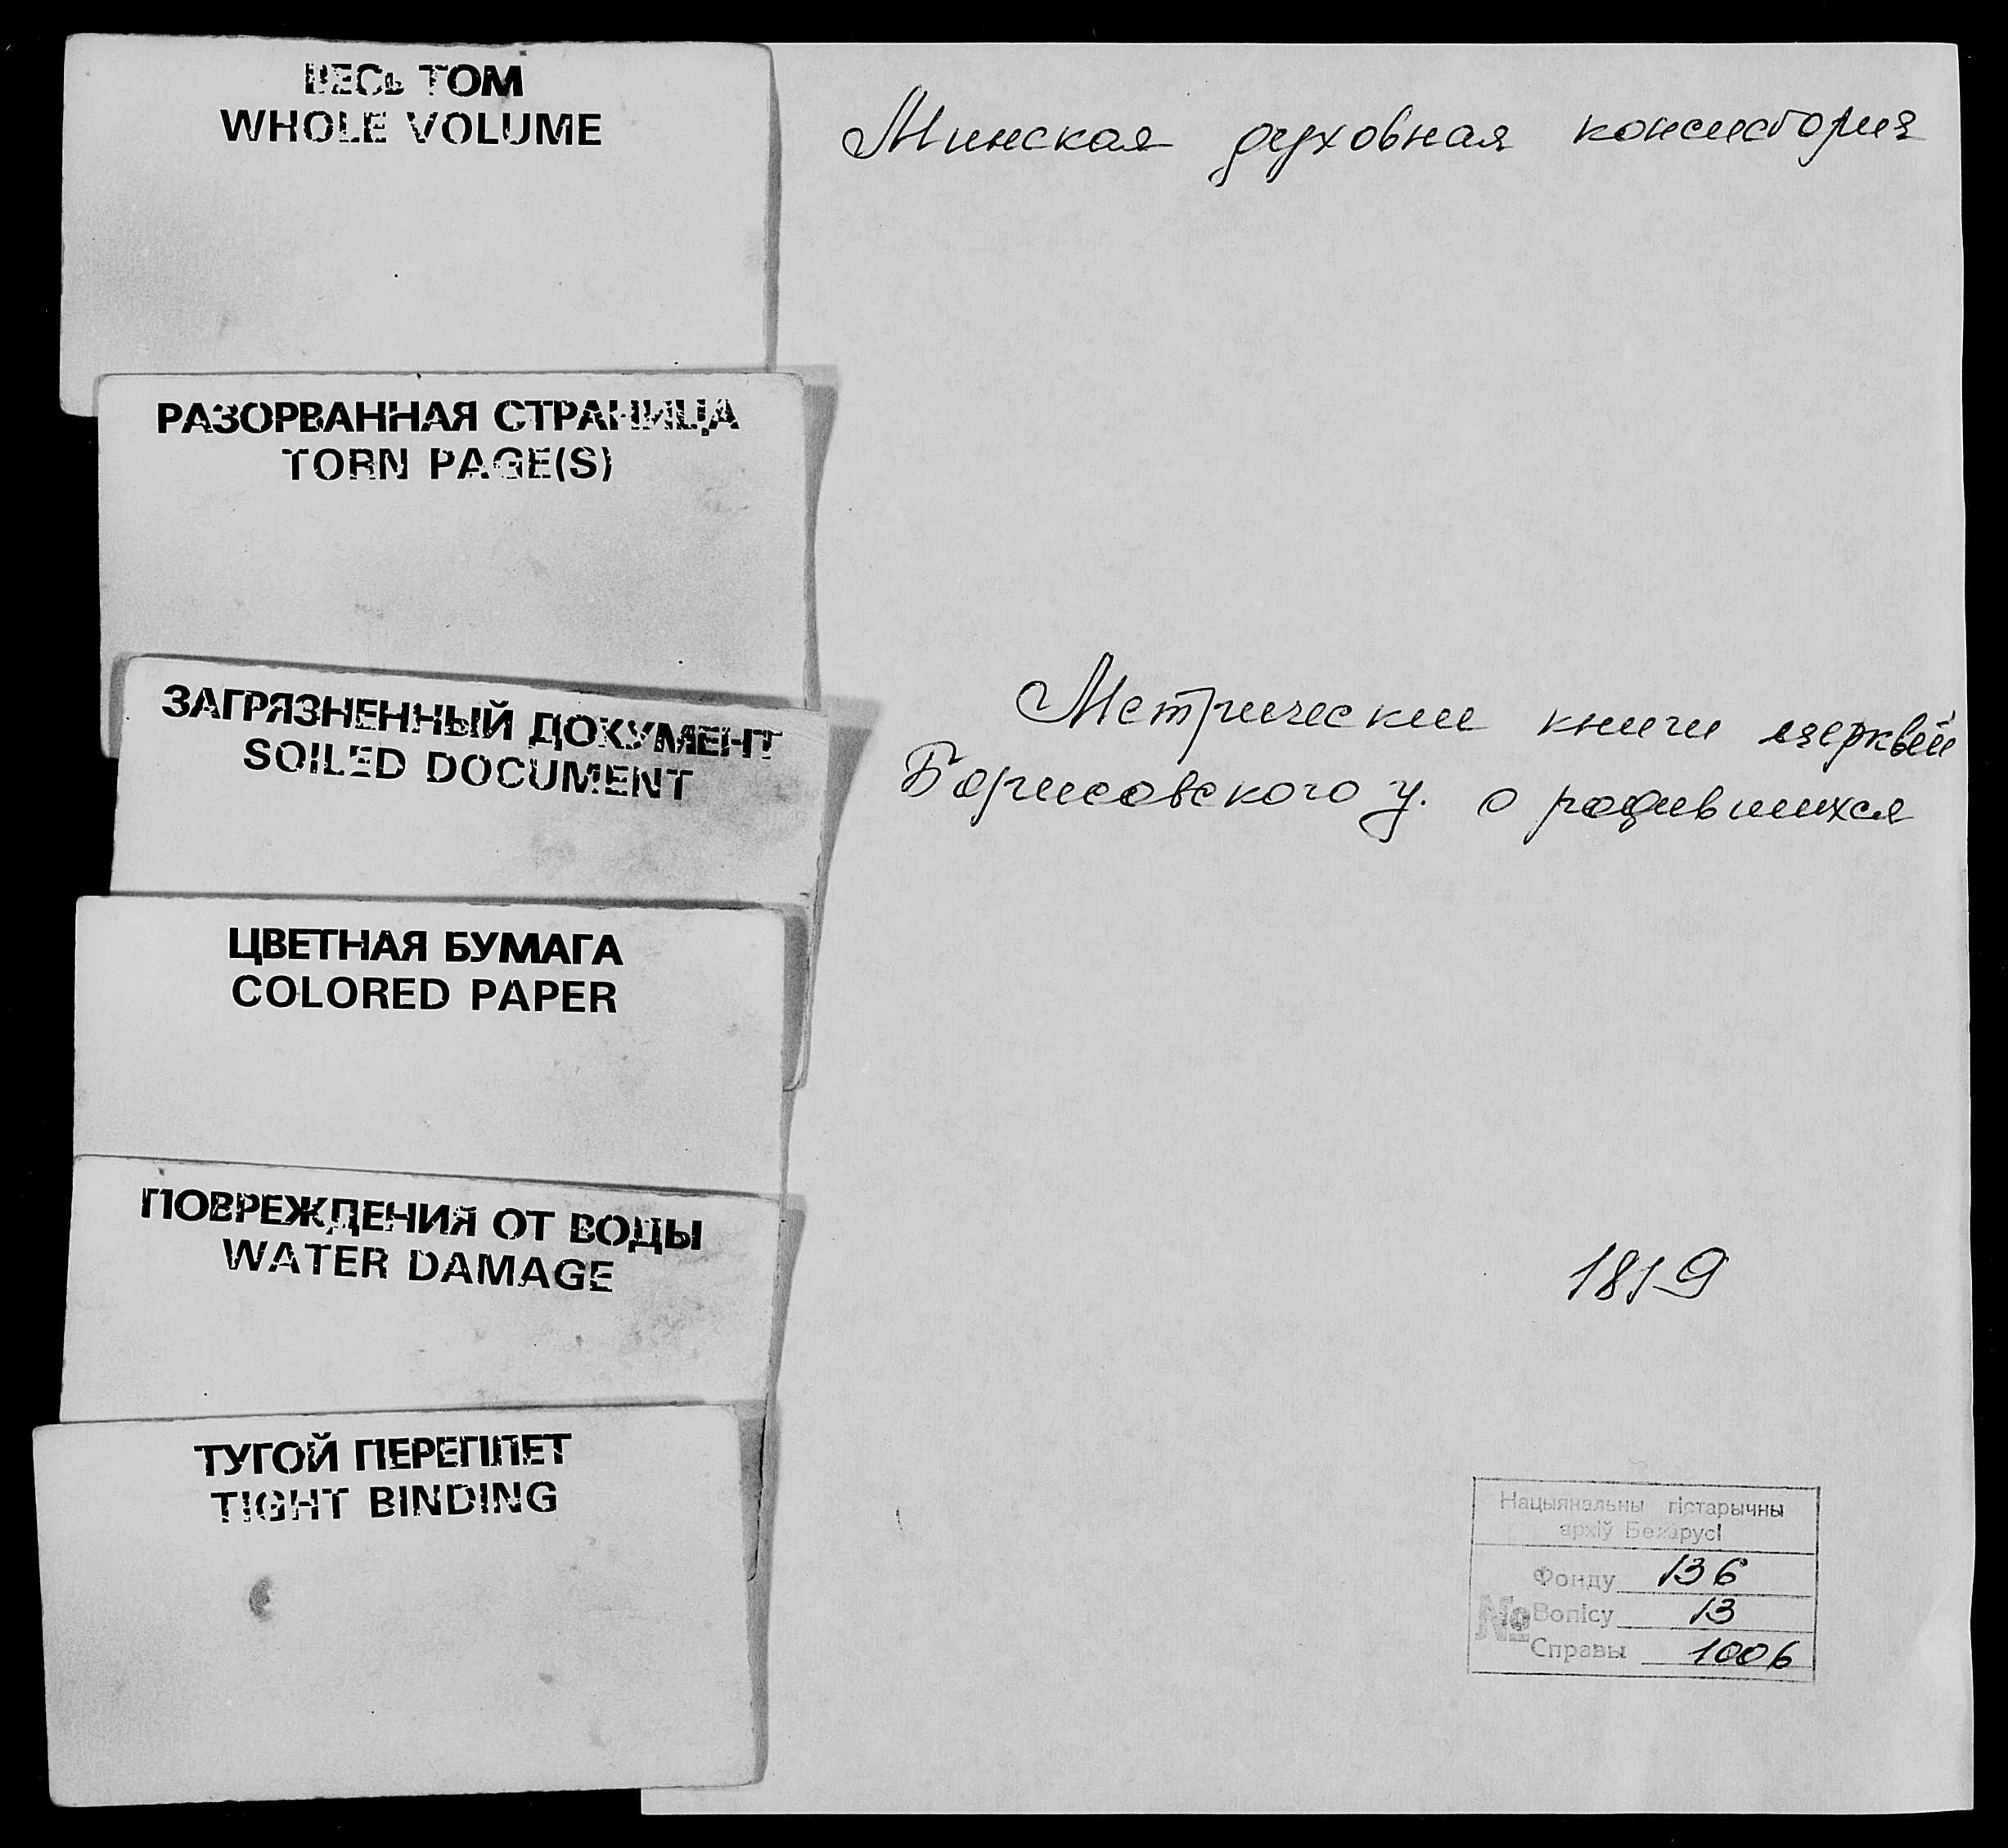 ВЕСЬ ТОМ
WHOLE VOLUME
РАЗОРВАННАЯ СТРАНИЦА
TORN PAGE(S)
ЗАГРЯЗНЕННЫЙ ДОКУМЕНТ
SOILED DOCUMENT
ЦВЕТНАЯ БУМАГА
COLORED PAPER
ПОВРЕЖДЕНИЯ ОТ ВОДЫ
WATER DAMAGE
ТУГОЙ ПЕРЕПЛЕТ
TIGHT BINDING
Минская духовная консистория
Метрические книги церквей
Борисовского у. о родившихся
1819
Нацыянальны гістарычны
архіў Беларусі
Фонду 136
№ Вопісу 13
Справы 1006